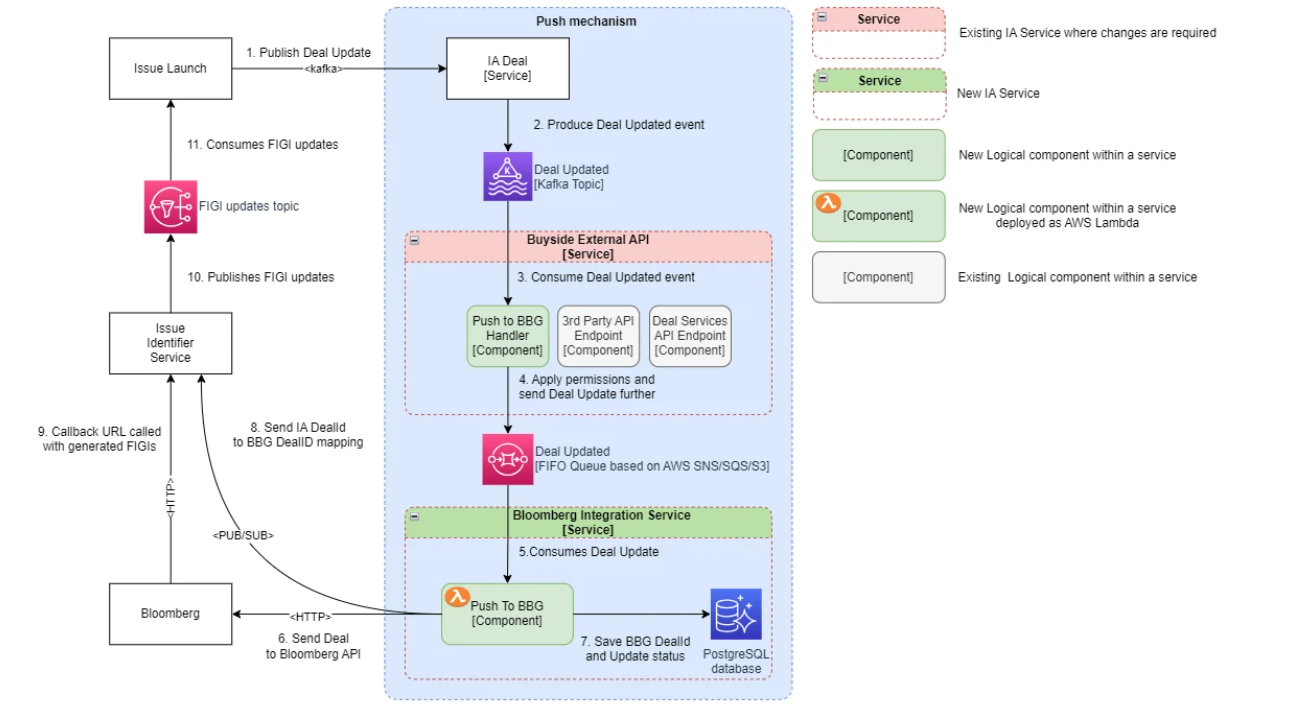 Push mechanism
Issue Launch
1. Publish Deal Update
<kafka>
IA Deal
[Service]
2. Produce Deal Updated event
Deal Updated
[Kafka Topic]
Buyside External API
[Service]
3. Consume Deal Updated event
Push to BBG
Handler
[Component]
3rd Party API
Endpoint
[Component]
Deal Services
API Endpoint
[Component]
4. Apply permissions and
send Deal Update further
Deal Updated
[FIFO Queue based on AWS SNS/SQS/S3]
Bloomberg Integration Service
[Service]
5.Consumes Deal Update
λ
Push To BBG
[Component]
7. Save BBG DealId
and Update status
PostgreSQL
database
<HTTP>
6. Send Deal
to Bloomberg API
Bloomberg
<PUB/SUB>
8. Send IA DealId
to BBG DealID mapping
9. Callback URL called
with generated FIGIs
<HTTP>
Issue
Identifier
Service
10. Publishes FIGI updates
FIGI updates topic
11. Consumes FIGI updates
K
Service
Existing IA Service where changes are required
Service
New IA Service
[Component]
New Logical component within a service
λ
[Component]
New Logical component within a service
deployed as AWS Lambda
[Component]
Existing Logical component within a service